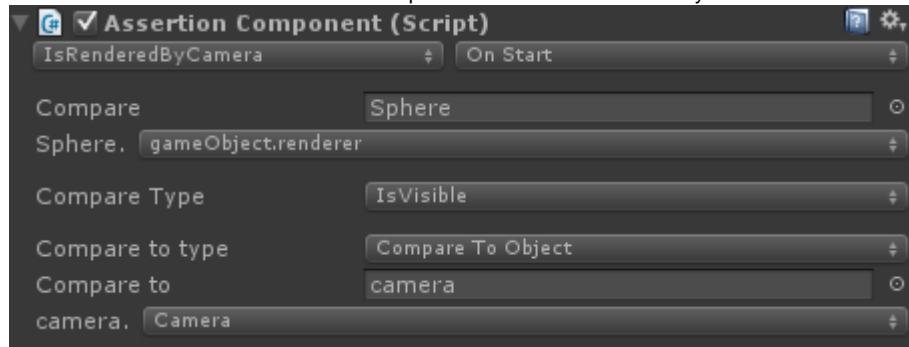 Assertion Component (Script)
IsRenderedByCamera On Start
Compare Sphere
Sphere. gameObject.renderer
Compare Type IsVisible
Compare to type Compare To Object
Compare to camera
camera. Camera